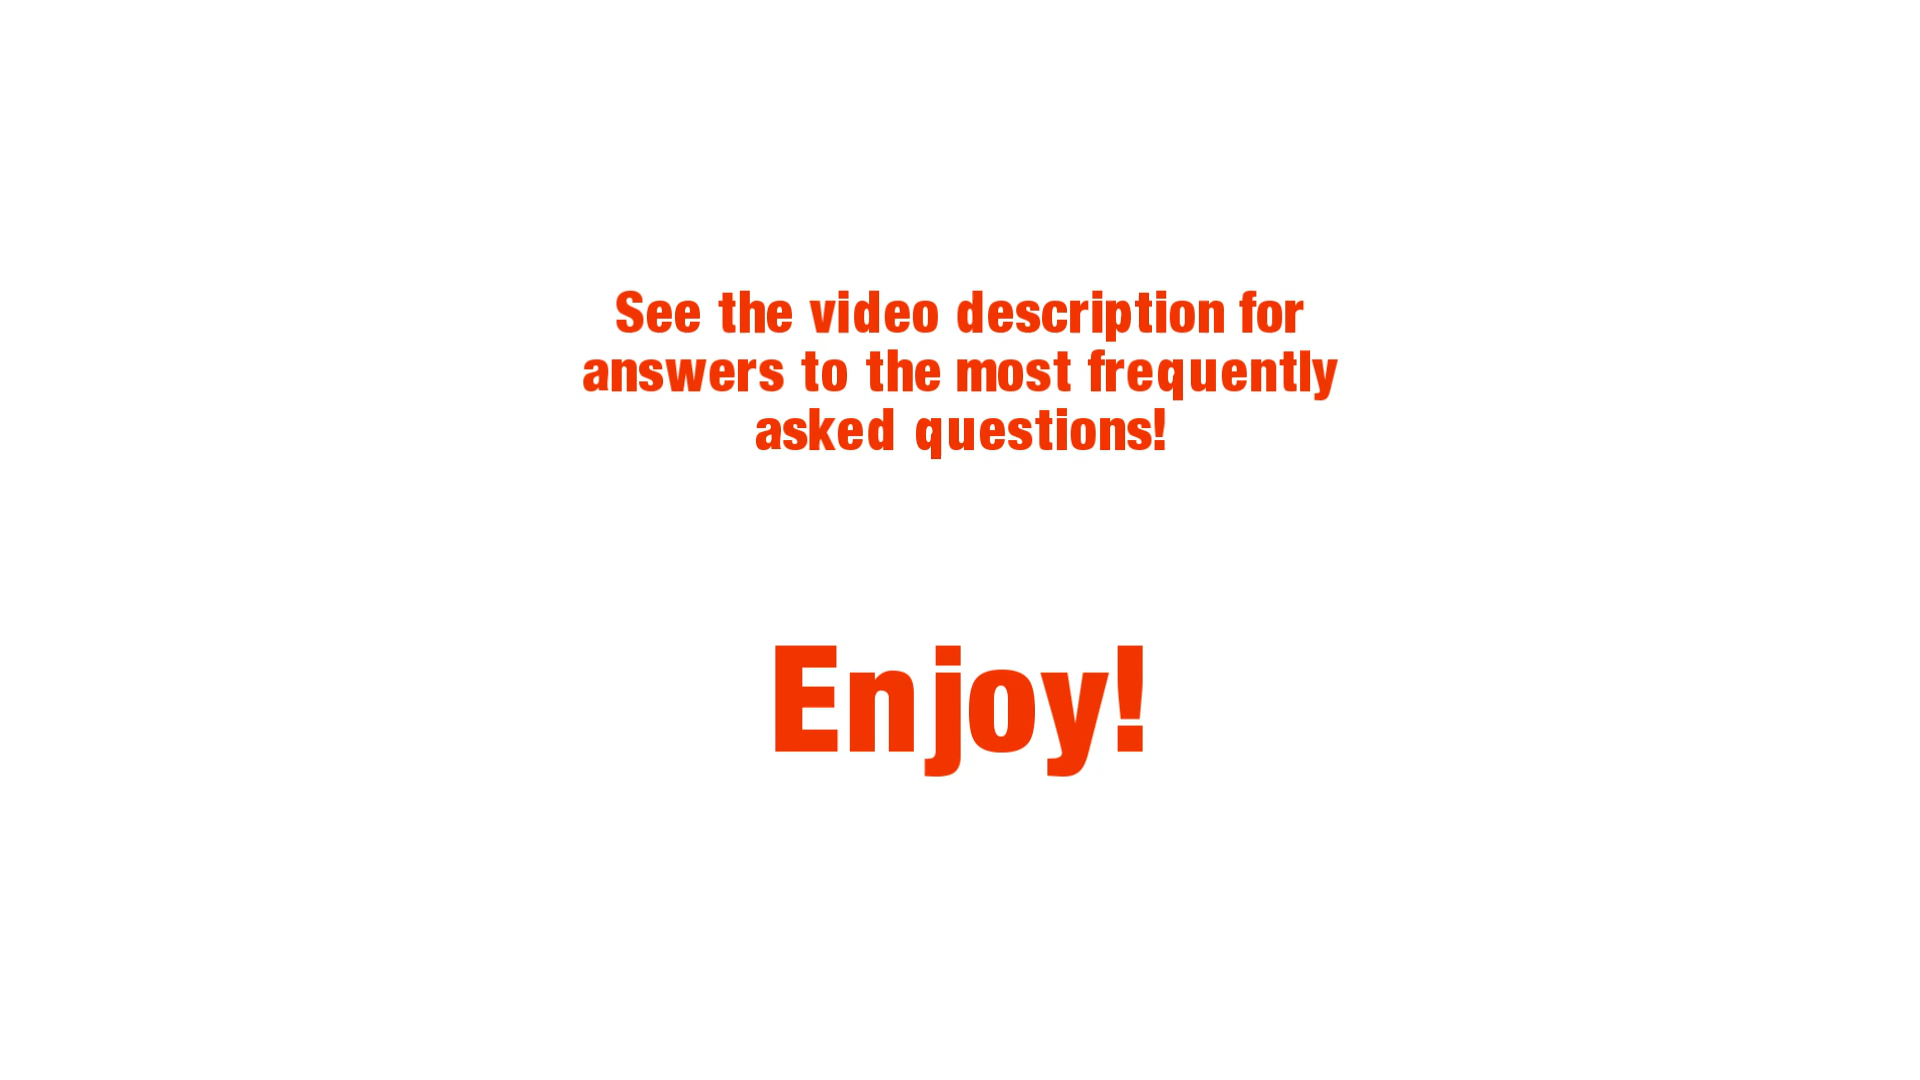 See the video description for
answers to the most frequently
asked questions!
Enjoy!